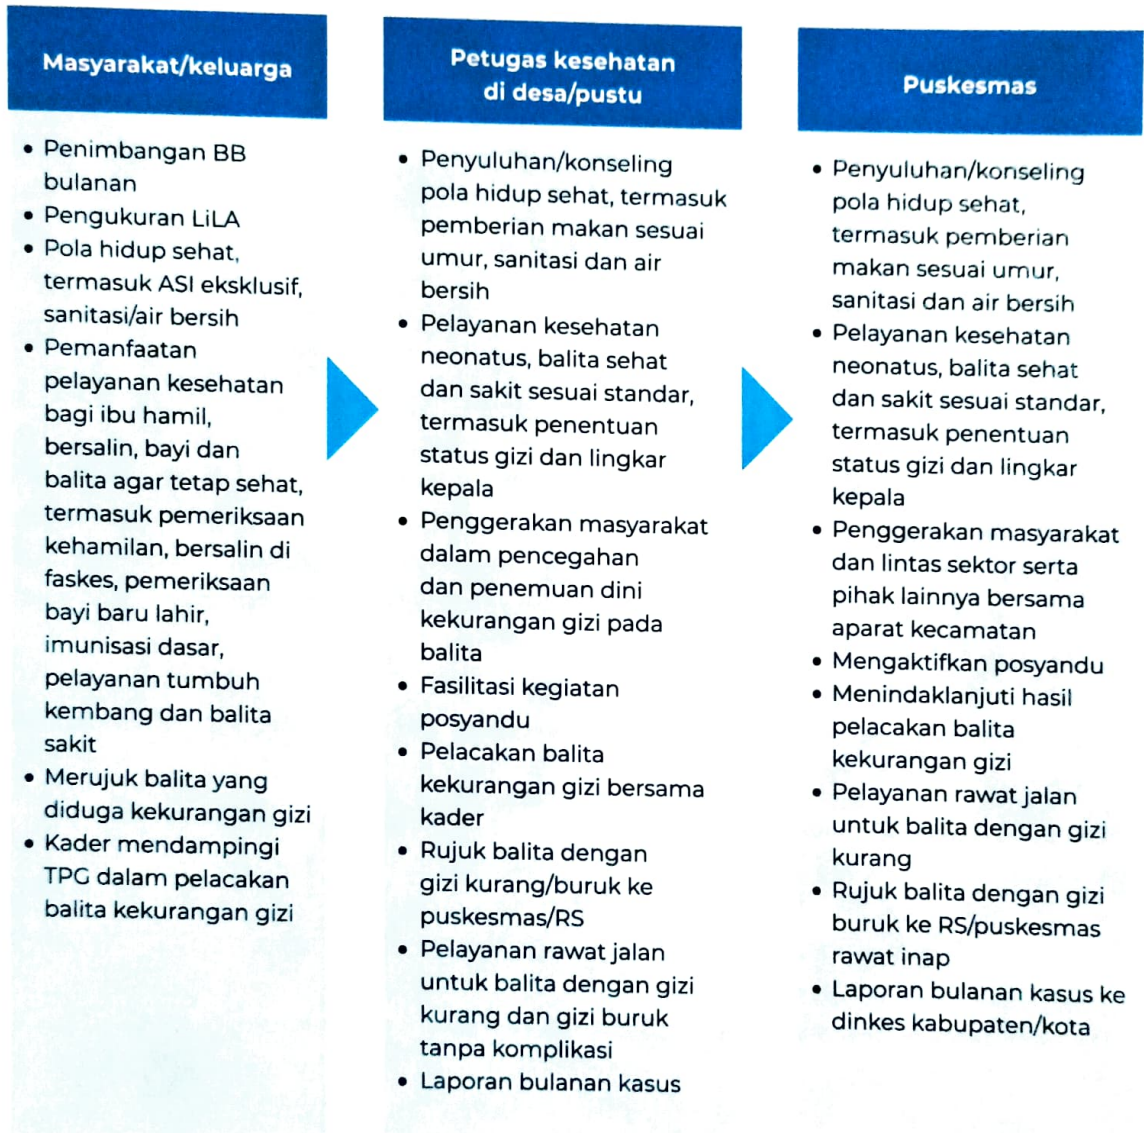 Masyarakat/keluarga
• Penimbangan BB
bulanan
• Pengukuran LiLA
• Pola hidup sehat,
termasuk ASI eksklusif,
sanitasi/air bersih
• Pemanfaatan
pelayanan kesehatan
bagi ibu hamil,
bersalin, bayi dan
balita agar tetap sehat,
termasuk pemeriksaan
kehamilan, bersalin di
faskes, pemeriksaan
bayi baru lahir,
imunisasi dasar,
pelayanan tumbuh
kembang dan balita
sakit
• Merujuk balita yang
diduga kekurangan gizi
• Kader mendampingi
TPG dalam pelacakan
balita kekurangan gizi
Petugas kesehatan
di desa/pustu
• Penyuluhan/konseling
pola hidup sehat, termasuk
pemberian makan sesuai
umur, sanitasi dan air
bersih
• Pelayanan kesehatan
neonatus, balita sehat
dan sakit sesuai standar,
termasuk penentuan
status gizi dan lingkar
kepala
• Penggerakan masyarakat
dalam pencegahan
dan penemuan dini
kekurangan gizi pada
balita
• Fasilitasi kegiatan
posyandu
• Pelacakan balita
kekurangan gizi bersama
kader
• Rujuk balita dengan
gizi kurang/buruk ke
puskesmas/RS
• Pelayanan rawat jalan
untuk balita dengan gizi
kurang dan gizi buruk
tanpa komplikasi
• Laporan bulanan kasus
Puskesmas
• Penyuluhan/konseling
pola hidup sehat,
termasuk pemberian
makan sesuai umur,
sanitasi dan air bersih
• Pelayanan kesehatan
neonatus, balita sehat
dan sakit sesuai standar,
termasuk penentuan
status gizi dan lingkar
kepala
• Penggerakan masyarakat
dan lintas sektor serta
pihak lainnya bersama
aparat kecamatan
• Mengaktifkan posyandu
• Menindaklanjuti hasil
pelacakan balita
kekurangan gizi
• Pelayanan rawat jalan
untuk balita dengan gizi
kurang
• Rujuk balita dengan gizi
buruk ke RS/puskesmas
rawat inap
• Laporan bulanan kasus ke
dinkes kabupaten/kota